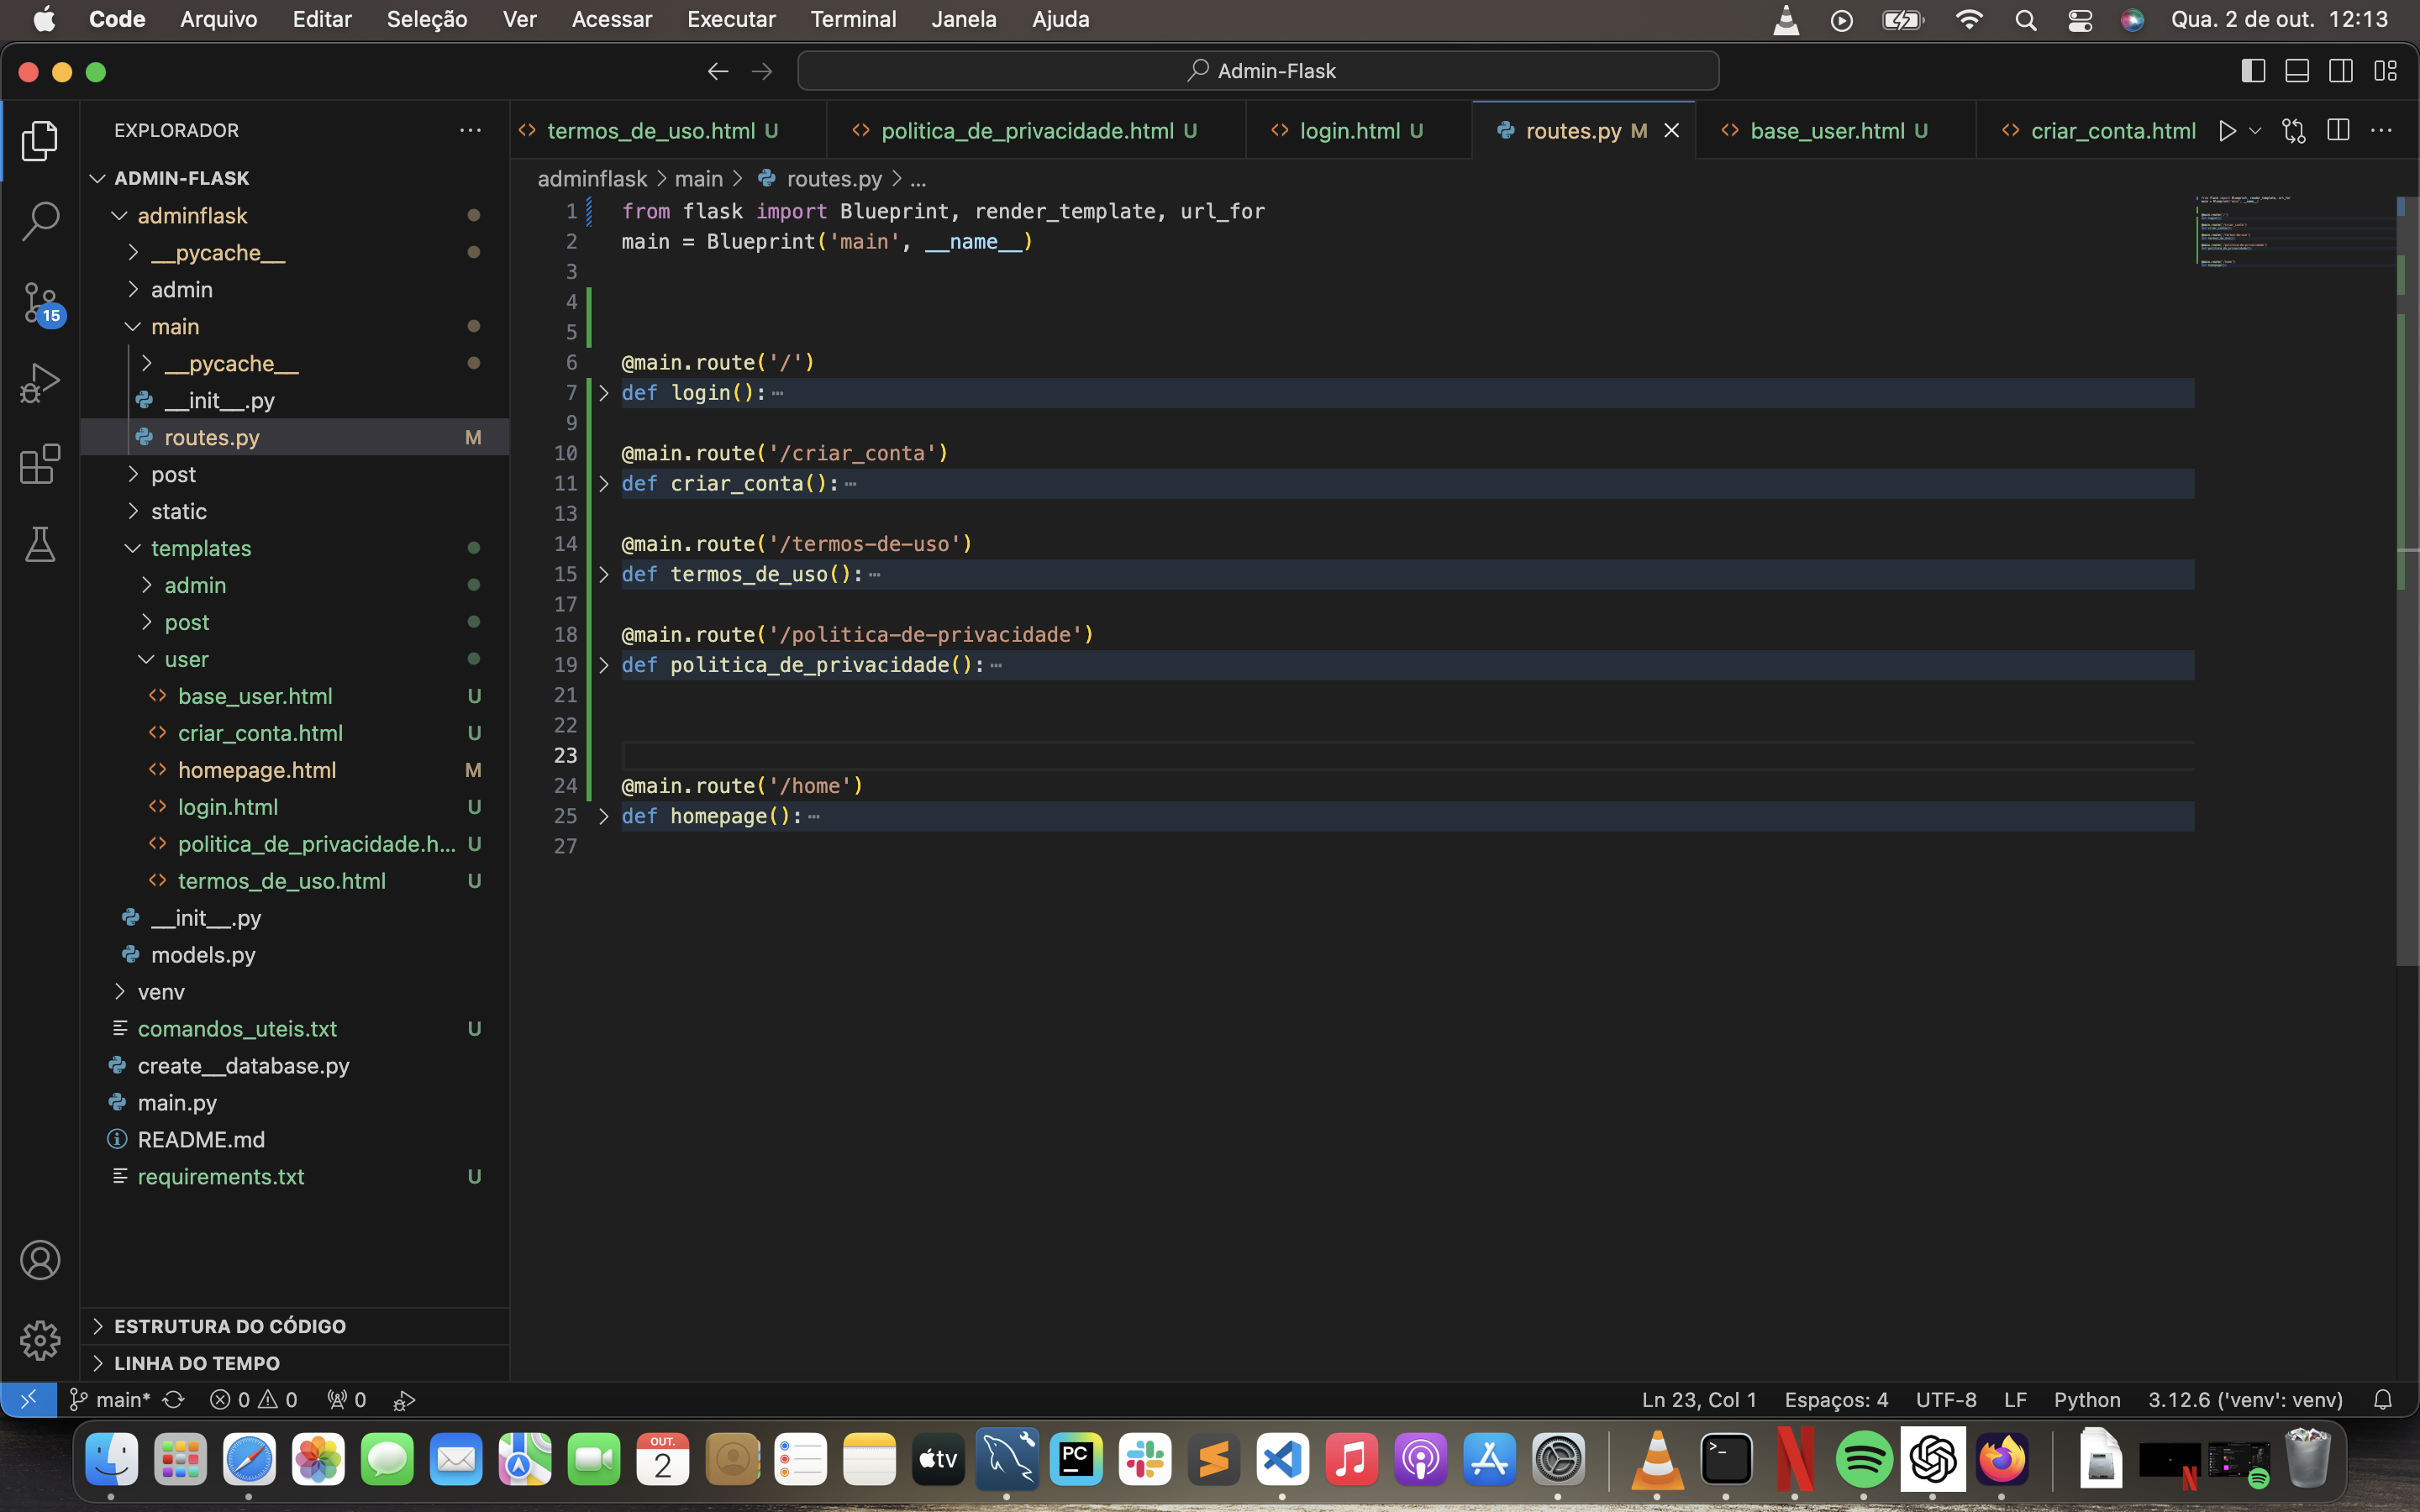 Code Arquivo Editar Seleção Ver Acessar Executar Terminal Janela Ajuda Qua. 2 de out. 12:13
Admin-Flask
EXPLORADOR
ADMIN-FLASK
adminflask
__pycache__
admin
main
__pycache__
__init__.py
routes.py M
post
static
templates
admin
post
user
base_user.html U
criar_conta.html U
homepage.html M
login.html U
politica_de_privacidade.h... U
termos_de_uso.html U
__init__.py
models.py
venv
comandos_uteis.txt U
create__database.py
main.py
README.md
requirements.txt U
ESTRUTURA DO CÓDIGO
LINHA DO TEMPO
15
termos_de_uso.html U politica_de_privacidade.html U login.html U routes.py M base_user.html U criar_conta.html
adminflask > main > routes.py > ...
1 from flask import Blueprint, render_template, url_for
2 main = Blueprint('main', __name__)
3
4
5
6 @main.route('/')
7 def login():⋯
9
10 @main.route('/criar_conta')
11 def criar_conta():⋯
13
14 @main.route('/termos-de-uso')
15 def termos_de_uso():⋯
17
18 @main.route('/politica-de-privacidade')
19 def politica_de_privacidade():⋯
21
22
23
24 @main.route('/home')
25 def homepage():⋯
27
main* 0 0 0 Ln 23, Col 1 Espaços: 4 UTF-8 LF Python 3.12.6 ('venv': venv)
OUT.
2
tv
PC